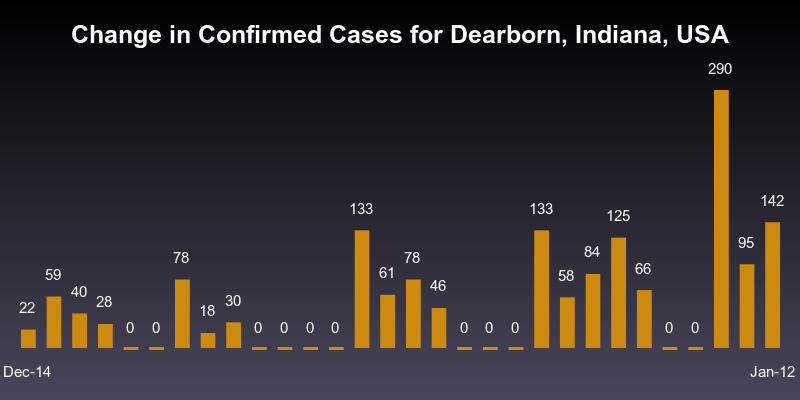 Change in Confirmed Cases for Dearborn, Indiana, USA
22 59 40 28 0 0 78 18 30 0 0 0 0 133 61 78 46 0 0 0 133 58 84 125 66 0 0 290 95 142
Dec-14 Jan-12